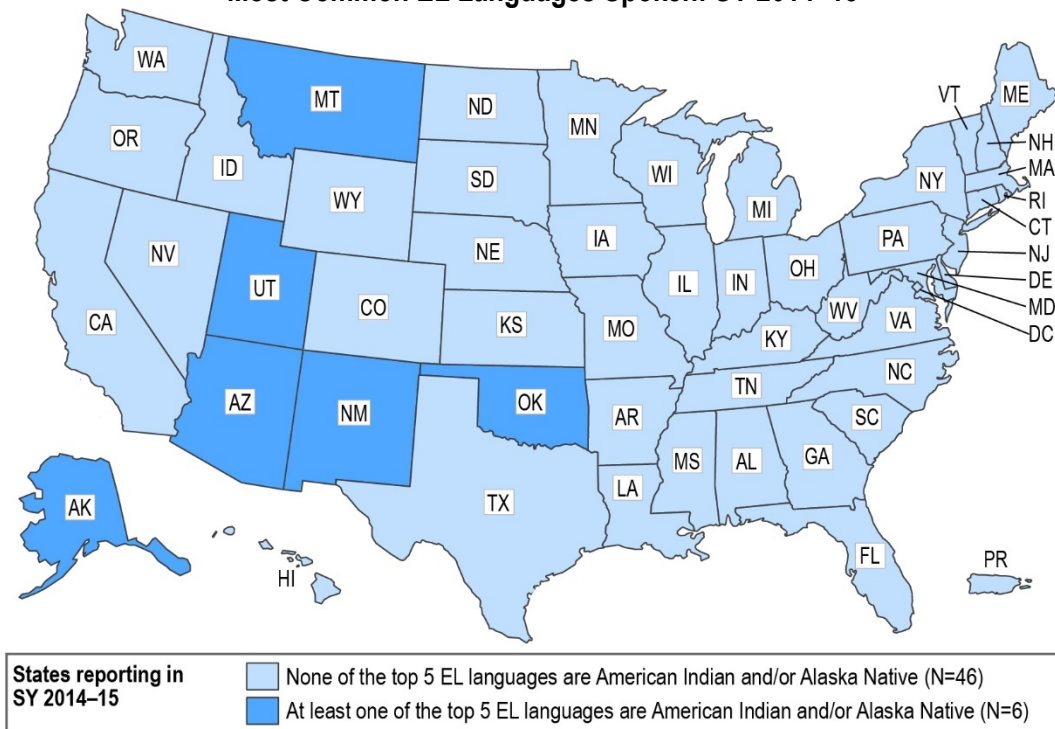 Most Common EL Languages Spoken: SY 2014–15
WA
MT
ND
MN
VT
ME
OR
ID
WY
SD
WI
MI
NY
NH
MA
RI
CT
NJ
DE
MD
DC
NV
UT
CO
NE
IA
IL
IN
OH
PA
CA
KS
MO
KY
WV
VA
AZ
NM
OK
AR
TN
NC
SC
MS
AL
GA
AK
HI
TX
LA
FL
PR
States reporting in
SY 2014–15
None of the top 5 EL languages are American Indian and/or Alaska Native (N=46)
At least one of the top 5 EL languages are American Indian and/or Alaska Native (N=6)